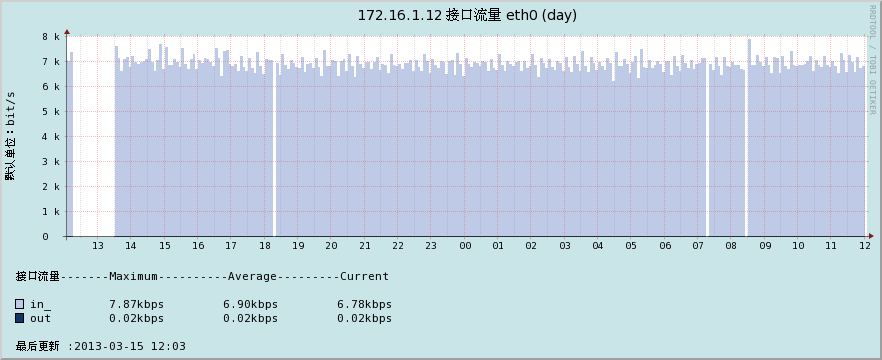 172.16.1.12 接口流量 eth0 (day)
RRDTOOL / TOBI OETIKER
默认单位：bit/s
8 k
7 k
6 k
5 k
4 k
3 k
2 k
1 k
0
13 14 15 16 17 18 19 20 21 22 23 00 01 02 03 04 05 06 07 08 09 10 11 12
接口流量-------Maximum----------Average---------Current
in_ 7.87kbps 6.90kbps 6.78kbps
out 0.02kbps 0.02kbps 0.02kbps
最后更新 :2013-03-15 12:03